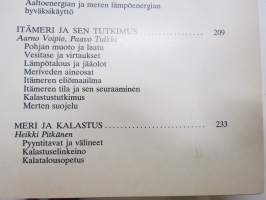 Aaltoenergian ja meren lämpöenergian
hyväksikäyttö
ITÄMERI JA SEN TUTKIMUS 209
Aarno Voipio, Paavo Tulkki
Pohjan muoto ja laatu
Vesitase ja virtaukset
Lämpötalous ja jääolot
Meriveden aineosat
Itämeren eliömaailma
Itämeren tila ja sen seuraaminen
Kalastustutkimus
Merten suojelu
MERI JA KALASTUS 233
Heikki Pitkänen
Pyyntitavat ja välineet
Kalastuselinkeino
Kalatalousopetus